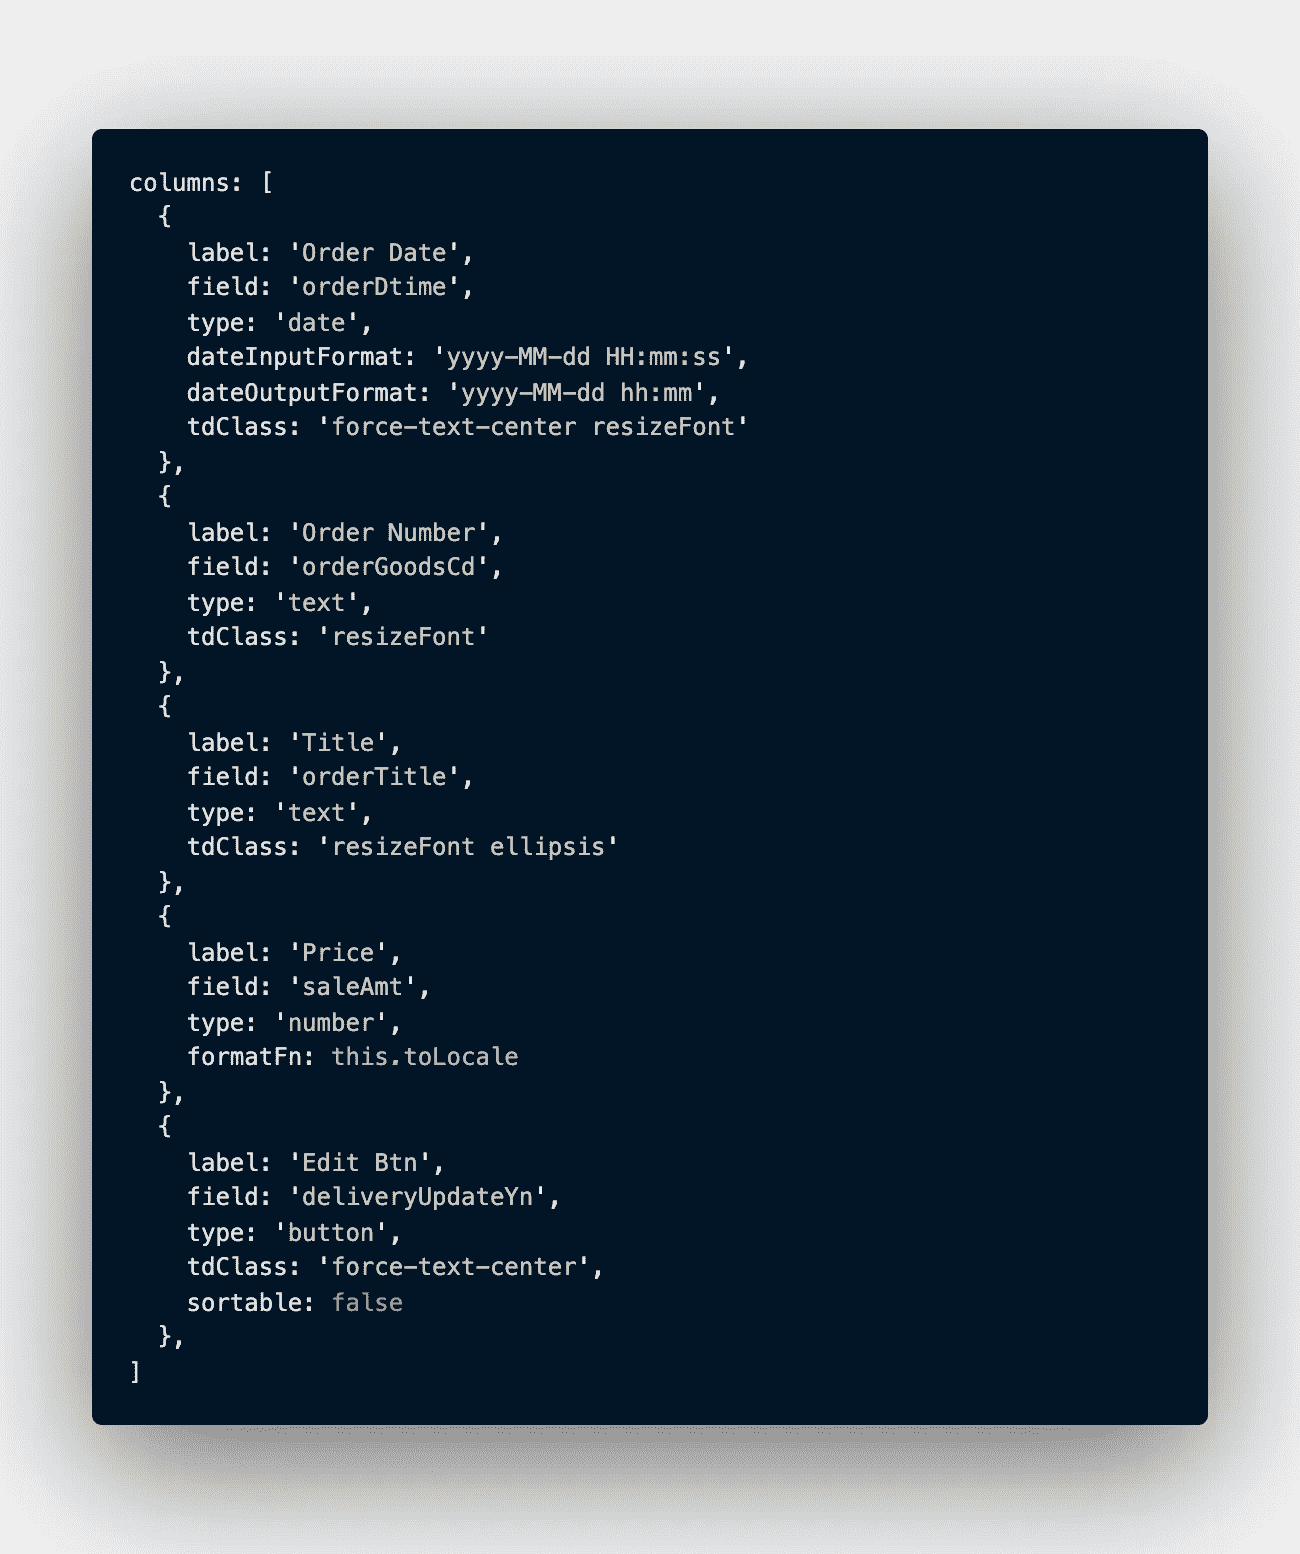 columns: [
{
label: 'Order Date',
field: 'orderDtime',
type: 'date',
dateInputFormat: 'yyyy-MM-dd HH:mm:ss',
dateOutputFormat: 'yyyy-MM-dd hh:mm',
tdClass: 'force-text-center resizeFont'
},
{
label: 'Order Number',
field: 'orderGoodsCd',
type: 'text',
tdClass: 'resizeFont'
},
{
label: 'Title',
field: 'orderTitle',
type: 'text',
tdClass: 'resizeFont ellipsis'
},
{
label: 'Price',
field: 'saleAmt',
type: 'number',
formatFn: this.toLocale
},
{
label: 'Edit Btn',
field: 'deliveryUpdateYn',
type: 'button',
tdClass: 'force-text-center',
sortable: false
},
]